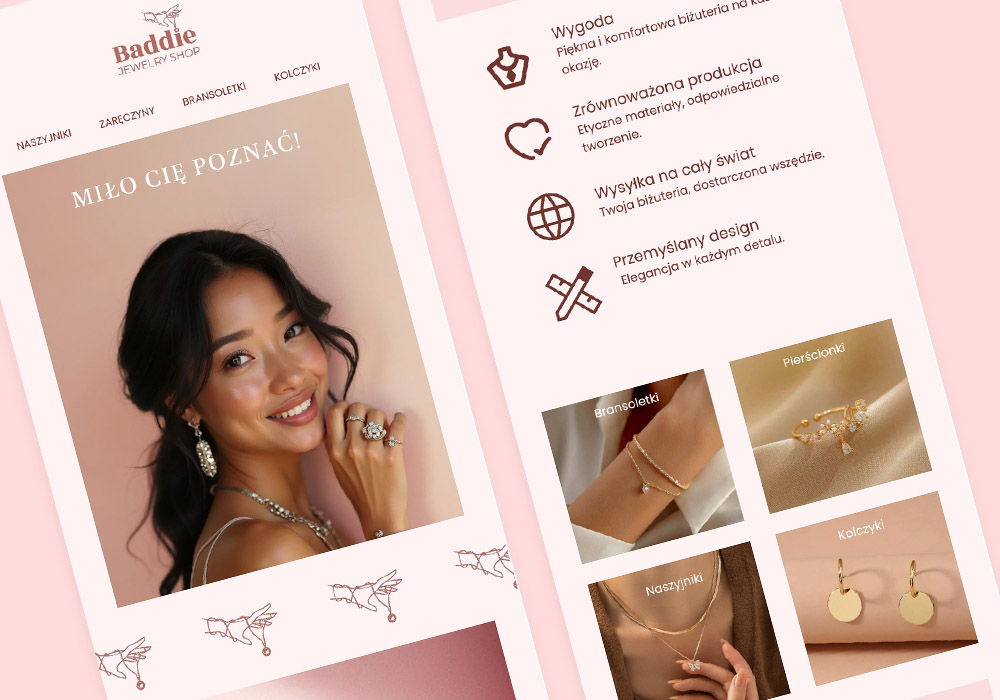 Baddie
JEWELRY SHOP
NASZYJNIKI
ZARĘCZYNY
BRANSOLETKI
KOLCZYKI
MIŁO CIĘ POZNAĆ!
Wygoda
Piękna i komfortowa biżuteria na
okazję.
Zrównoważona produkcja
Etyczne materiały, odpowiedzialne
tworzenie.
Wysyłka na cały świat
Twoja biżuteria, dostarczona wszędzie.
Przemyślany design
Elegancja w każdym detalu.
Bransoletki
Pierścionki
Naszyjniki
Kolczyki